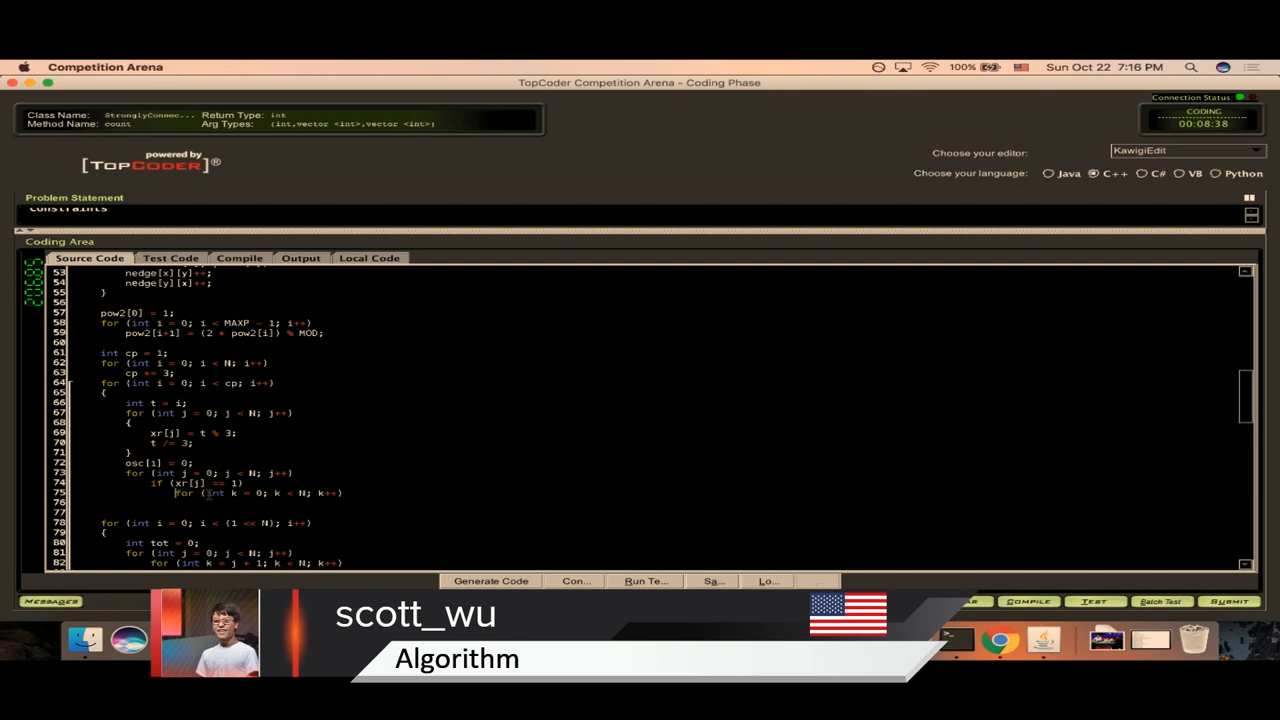 Competition Arena
100%
Sun Oct 22 7:16 PM
TopCoder Competition Arena - Coding Phase
Connection Status:
Class Name: StronglyConnec... Return Type: int
Method Name: count Arg Types: (int,vector <int>,vector <int>)
CODING
00:08:38
powered by
[TOPCODER]®
Choose your editor: KawigiEdit
Choose your language: Java C++ C# VB Python
Problem Statement
Constraints
Coding Area
Source Code Test Code Compile Output Local Code
53 nedge[x][y]++;
54 nedge[y][x]++;
55 }
56
57 pow2[0] = 1;
58 for (int i = 0; i < MAXP - 1; i++)
59 pow2[i+1] = (2 * pow2[i]) % MOD;
60
61 int cp = 1;
62 for (int i = 0; i < N; i++)
63 cp *= 3;
64 for (int i = 0; i < cp; i++)
65 {
66 int t = i;
67 for (int j = 0; j < N; j++)
68 {
69 xr[j] = t % 3;
70 t /= 3;
71 }
72 osc[i] = 0;
73 for (int j = 0; j < N; j++)
74 if (xr[j] == 1)
75 for (int k = 0; k < N; k++)
76
77
78 for (int i = 0; i < (1 << N); i++)
79 {
80 int tot = 0;
81 for (int j = 0; j < N; j++)
82 for (int k = j + 1; k < N; k++)
Generate Code Con... Run Te... Sa... Lo...
MESSAGES
COMPILE TEST Batch Test SUBMIT
scott_wu
Algorithm